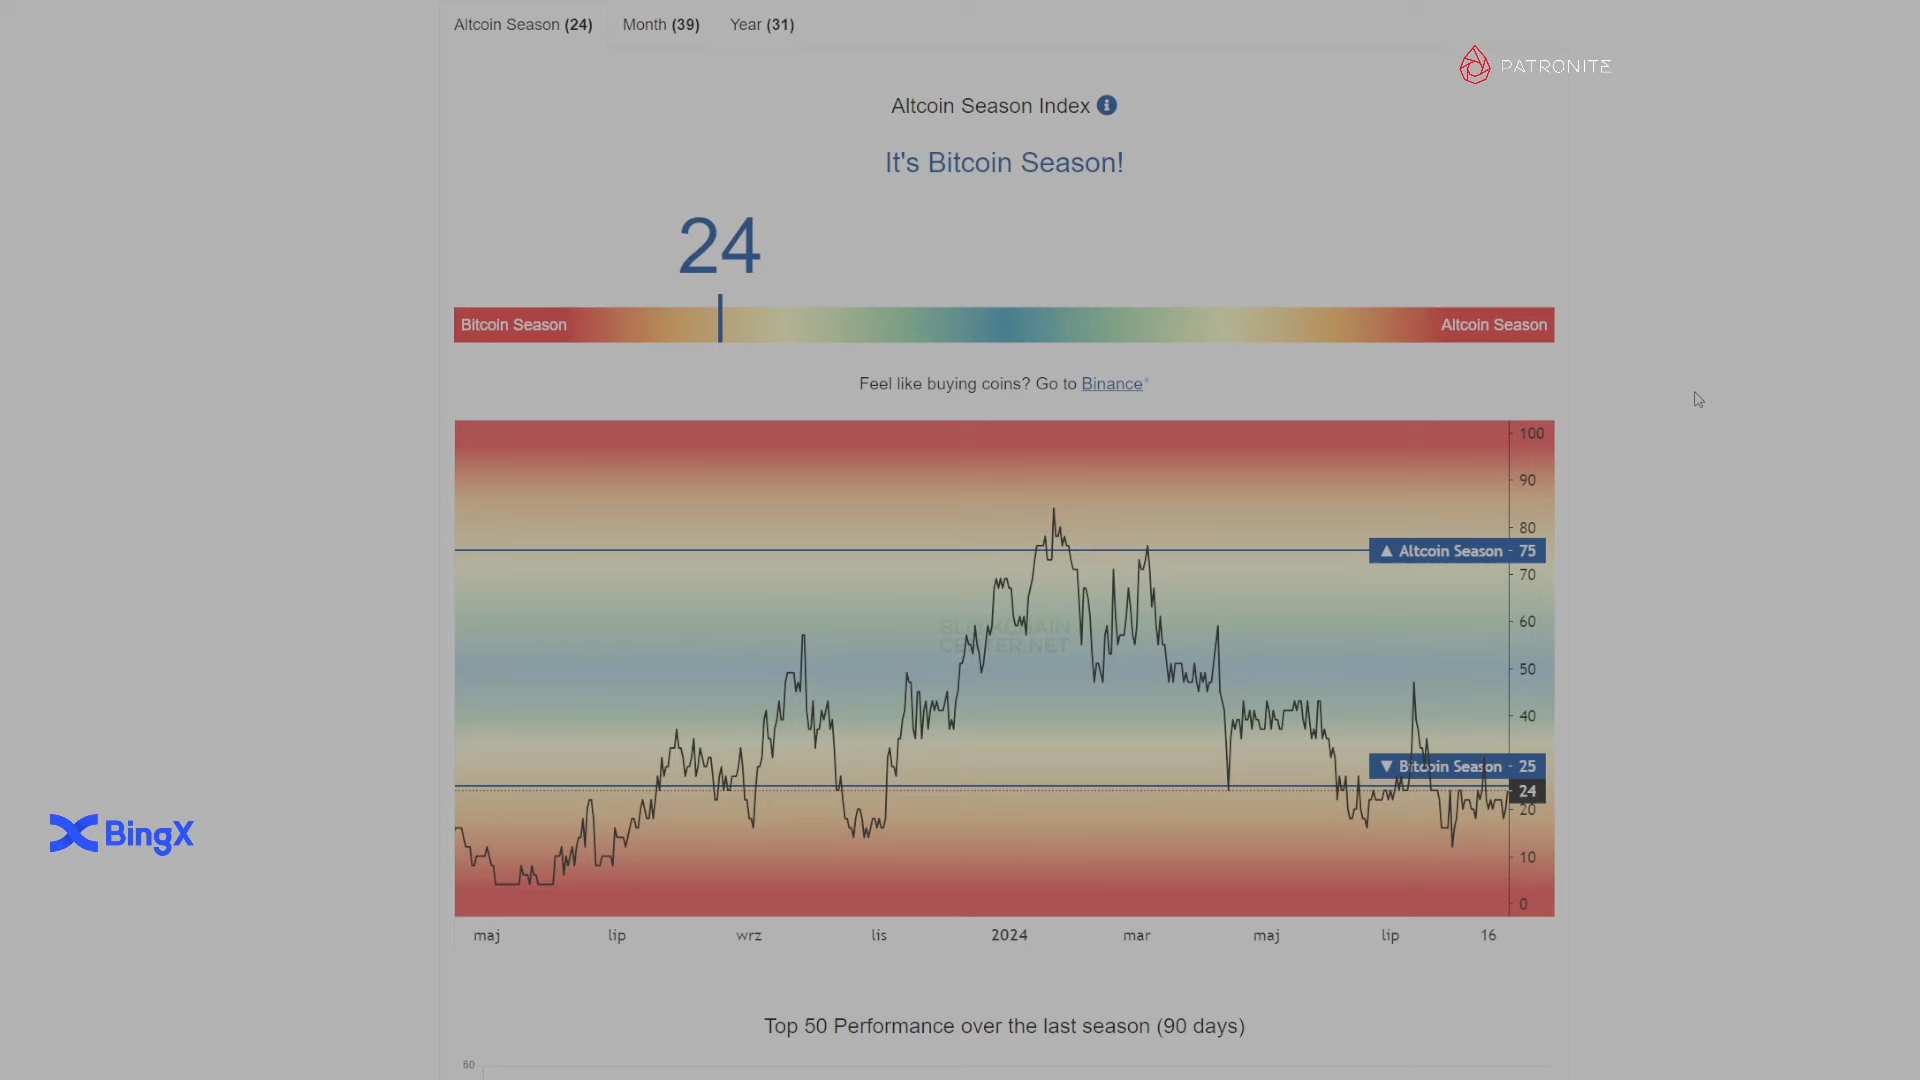 Altcoin Season (24) Month (39) Year (31)
PATRONITE
Altcoin Season Index
It's Bitcoin Season!
24
Bitcoin Season Altcoin Season
Feel like buying coins? Go to Binance*
100
90
80
▲ Altcoin Season - 75
70
60
BLOCKCHAIN
CENTER.NET
50
40
▼ Bitcoin Season - 25
24
20
BingX
10
0
maj lip wrz lis 2024 mar maj lip 16
Top 50 Performance over the last season (90 days)
60